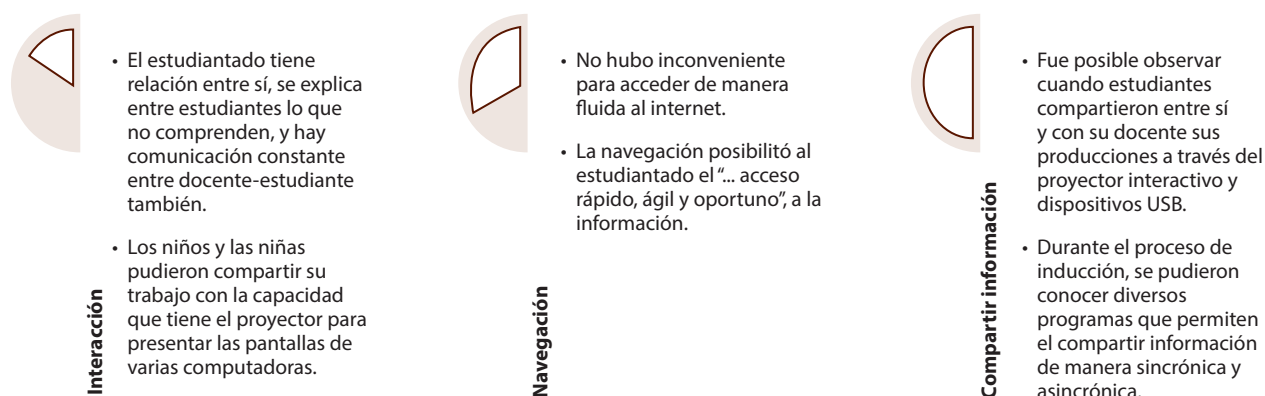 • El estudiantado tiene
relación entre sí, se explica
entre estudiantes lo que
no comprenden, y hay
comunicación constante
entre docente-estudiante
también.
• Los niños y las niñas
pudieron compartir su
trabajo con la capacidad
que tiene el proyector para
presentar las pantallas de
varias computadoras.
Interacción
• No hubo inconveniente
para acceder de manera
fluida al internet.
• La navegación posibilitó al
estudiantado el “... acceso
rápido, ágil y oportuno”, a la
información.
Navegación
• Fue posible observar
cuando estudiantes
compartieron entre sí
y con su docente sus
producciones a través del
proyector interactivo y
dispositivos USB.
• Durante el proceso de
inducción, se pudieron
conocer diversos
programas que permiten
el compartir información
de manera sincrónica y
asincrónica.
Compartir información